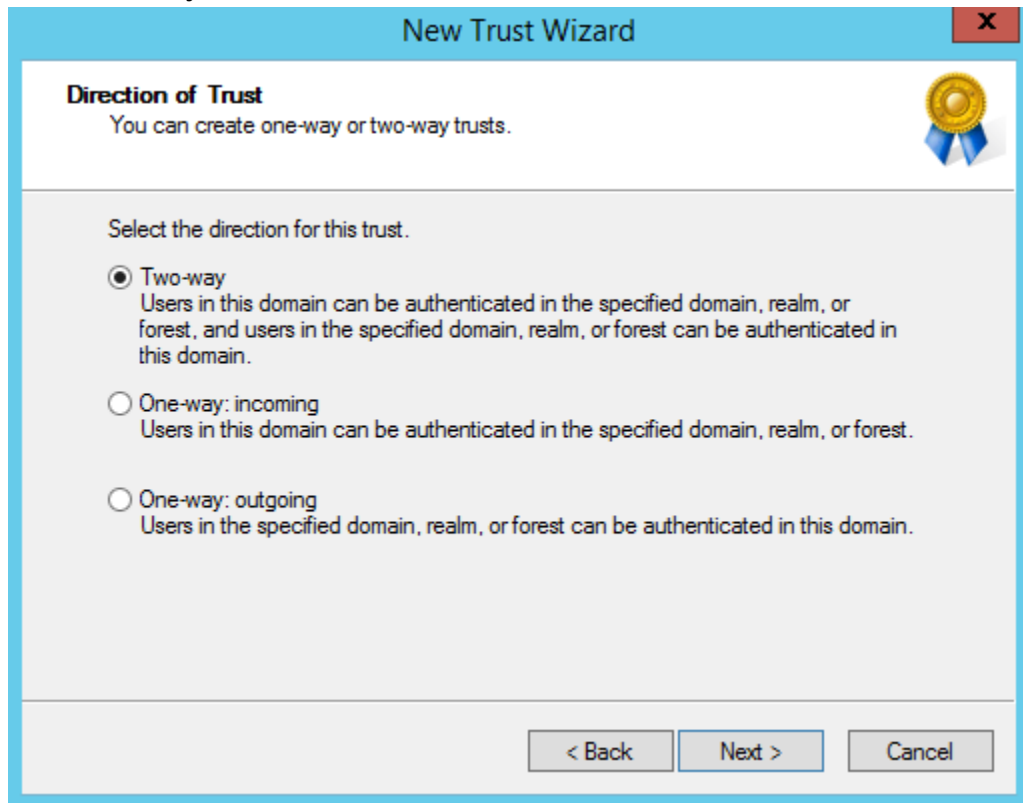 New Trust Wizard
x
Direction of Trust
You can create one-way or two-way trusts.
Select the direction for this trust.
Two-way
Users in this domain can be authenticated in the specified domain, realm, or
forest, and users in the specified domain, realm, or forest can be authenticated in
this domain.
One-way: incoming
Users in this domain can be authenticated in the specified domain, realm, or forest.
One-way: outgoing
Users in the specified domain, realm, or forest can be authenticated in this domain.
< Back Next > Cancel